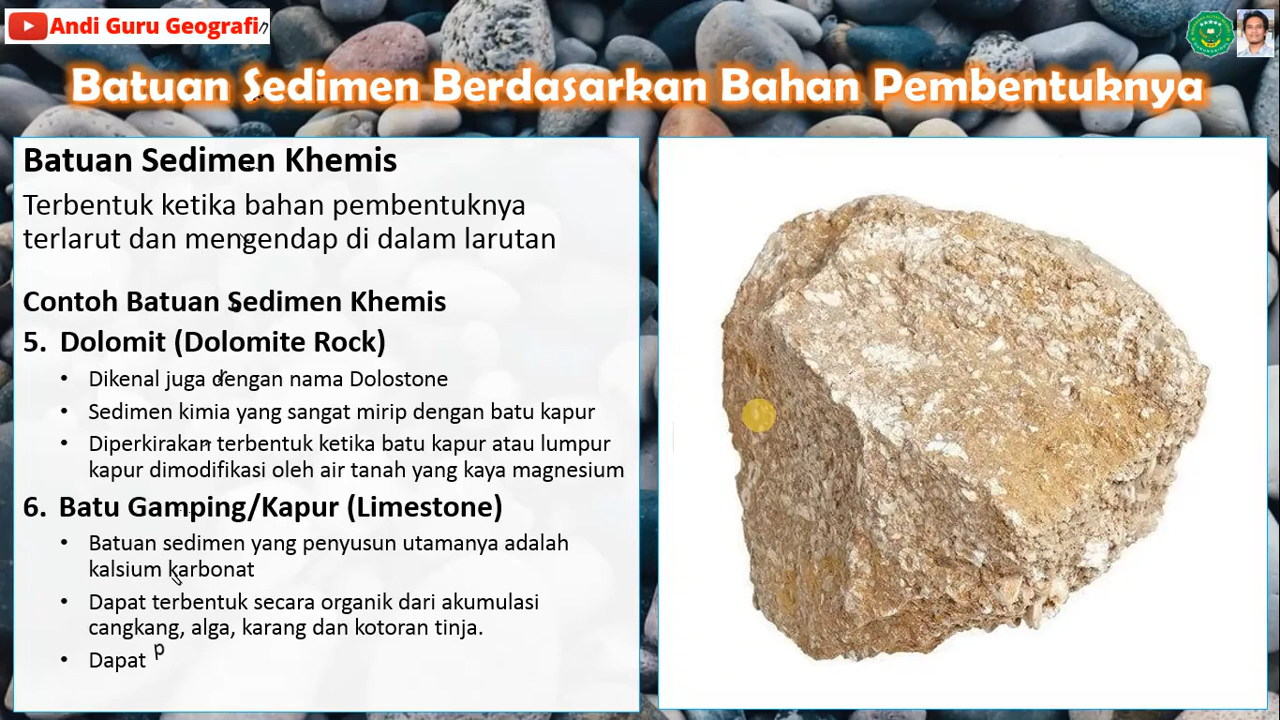 Andi Guru Geografi
Batuan Sedimen Berdasarkan Bahan Pembentuknya
Batuan Sedimen Khemis
Terbentuk ketika bahan pembentuknya
terlarut dan mengendap di dalam larutan
Contoh Batuan Sedimen Khemis
5. Dolomit (Dolomite Rock)
• Dikenal juga dengan nama Dolostone
• Sedimen kimia yang sangat mirip dengan batu kapur
• Diperkirakan terbentuk ketika batu kapur atau lumpur
kapur dimodifikasi oleh air tanah yang kaya magnesium
6. Batu Gamping/Kapur (Limestone)
• Batuan sedimen yang penyusun utamanya adalah
kalsium karbonat
• Dapat terbentuk secara organik dari akumulasi
cangkang, alga, karang dan kotoran tinja.
• Dapat p